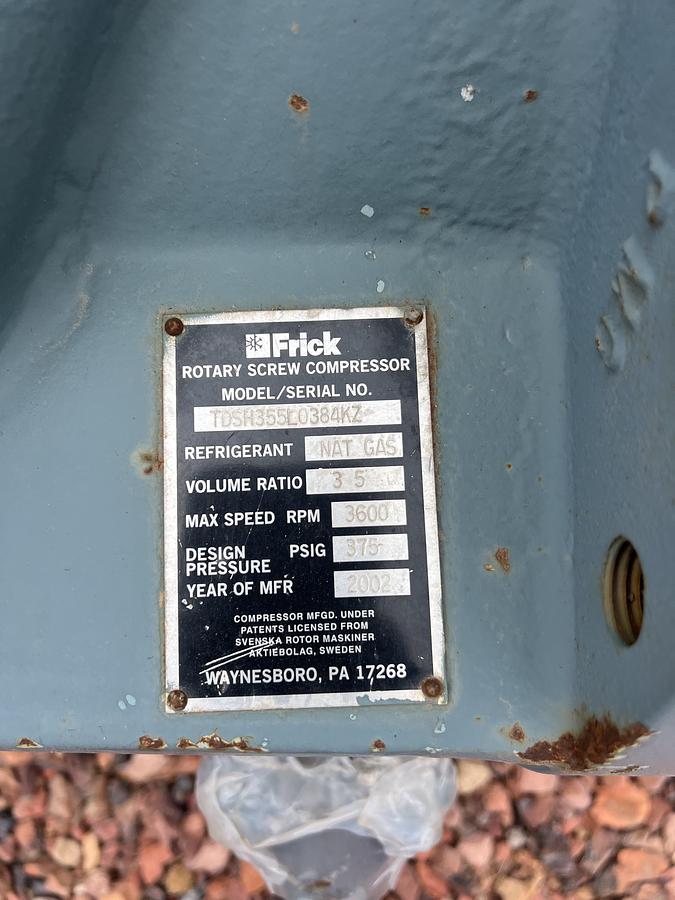 Frick
ROTARY SCREW COMPRESSOR
MODEL/SERIAL NO.
TDSH355L0384KZ
REFRIGERANT NAT GAS
VOLUME RATIO 3 5
MAX SPEED RPM 3600
DESIGN PRESSURE PSIG 375
YEAR OF MFR 2002
COMPRESSOR MFGD. UNDER
PATENTS LICENSED FROM
SVENSKA ROTOR MASKINER
AKTIEBOLAG, SWEDEN
WAYNESBORO, PA 17268